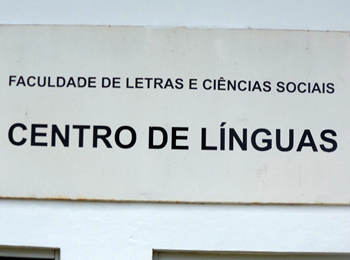 FACULDADE DE LETRAS E CIÊNCIAS SOCIAIS
CENTRO DE LÍNGUAS